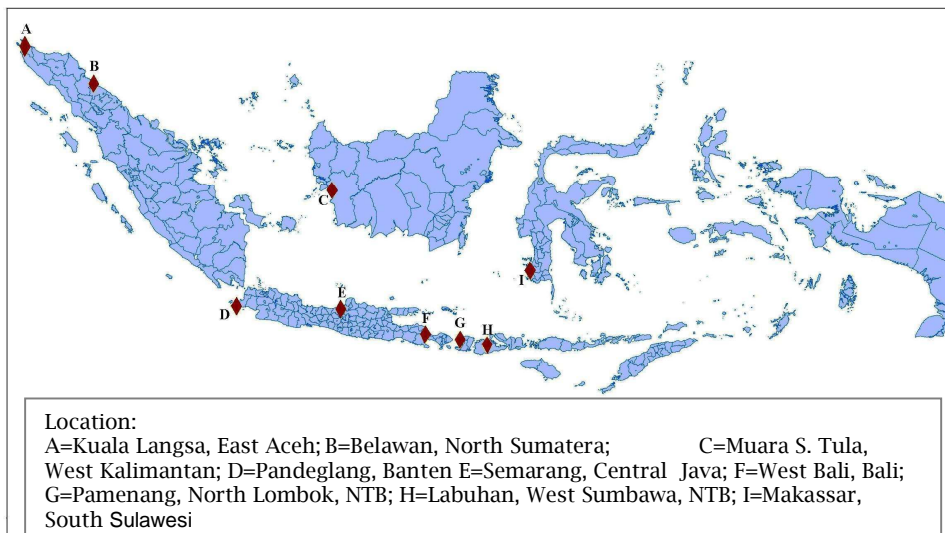 A
B
C
D
E
F
G
H
I
Location:
A=Kuala Langsa, East Aceh; B=Belawan, North Sumatera; C=Muara S. Tula,
West Kalimantan; D=Pandeglang, Banten E=Semarang, Central Java; F=West Bali, Bali;
G=Pamenang, North Lombok, NTB; H=Labuhan, West Sumbawa, NTB; I=Makassar,
South Sulawesi